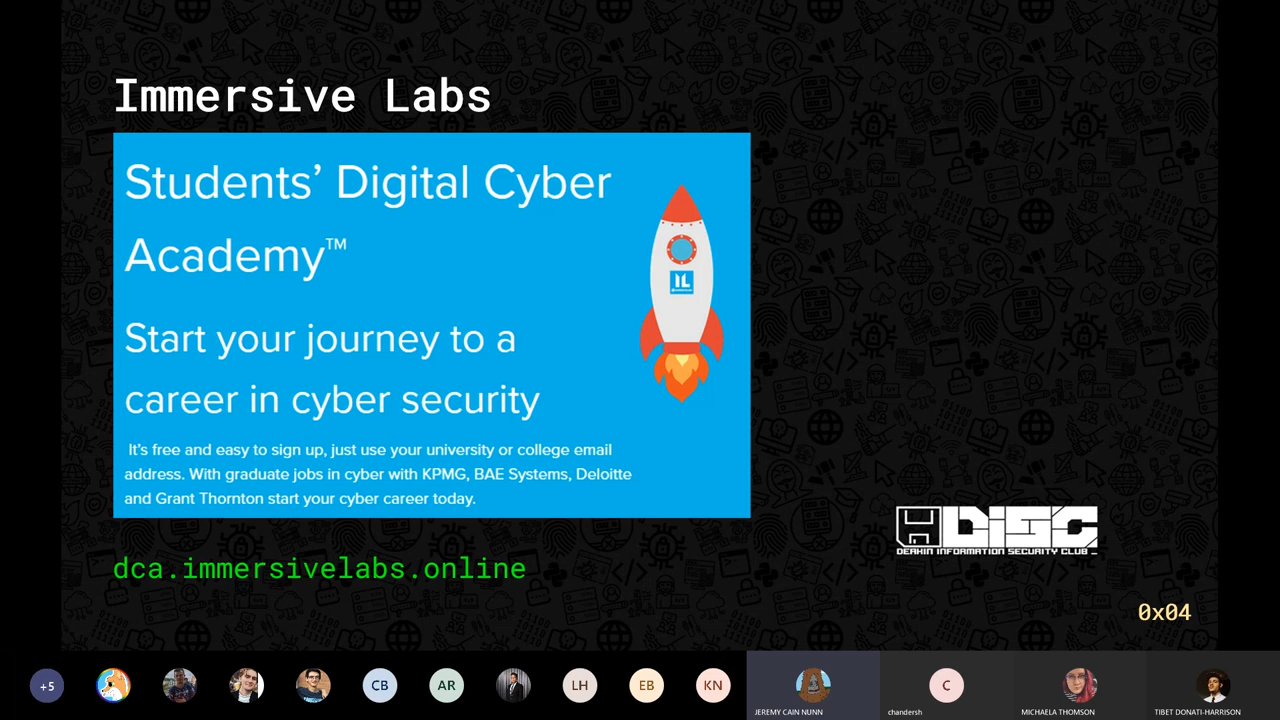 Immersive Labs
Students’ Digital Cyber
Academy™
Start your journey to a
career in cyber security
It’s free and easy to sign up, just use your university or college email
address. With graduate jobs in cyber with KPMG, BAE Systems, Deloitte
and Grant Thornton start your cyber career today.
IL
dca.immersivelabs.online
DISC
DEAKIN INFORMATION SECURITY CLUB _
0x04
+5
CB
AR
LH
EB
KN
C
JEREMY CAIN NUNN
chandersh
MICHAELA THOMSON
TIBET DONATI-HARRISON